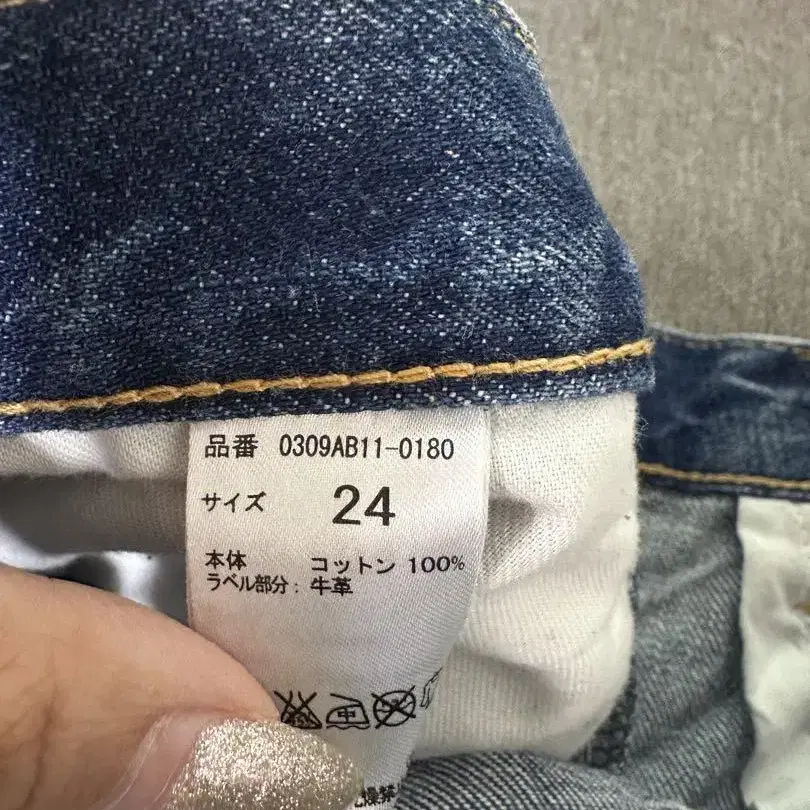 品番 0309AB11-0180
サイズ 24
本体 コットン 100%
ラベル部分: 牛革
中